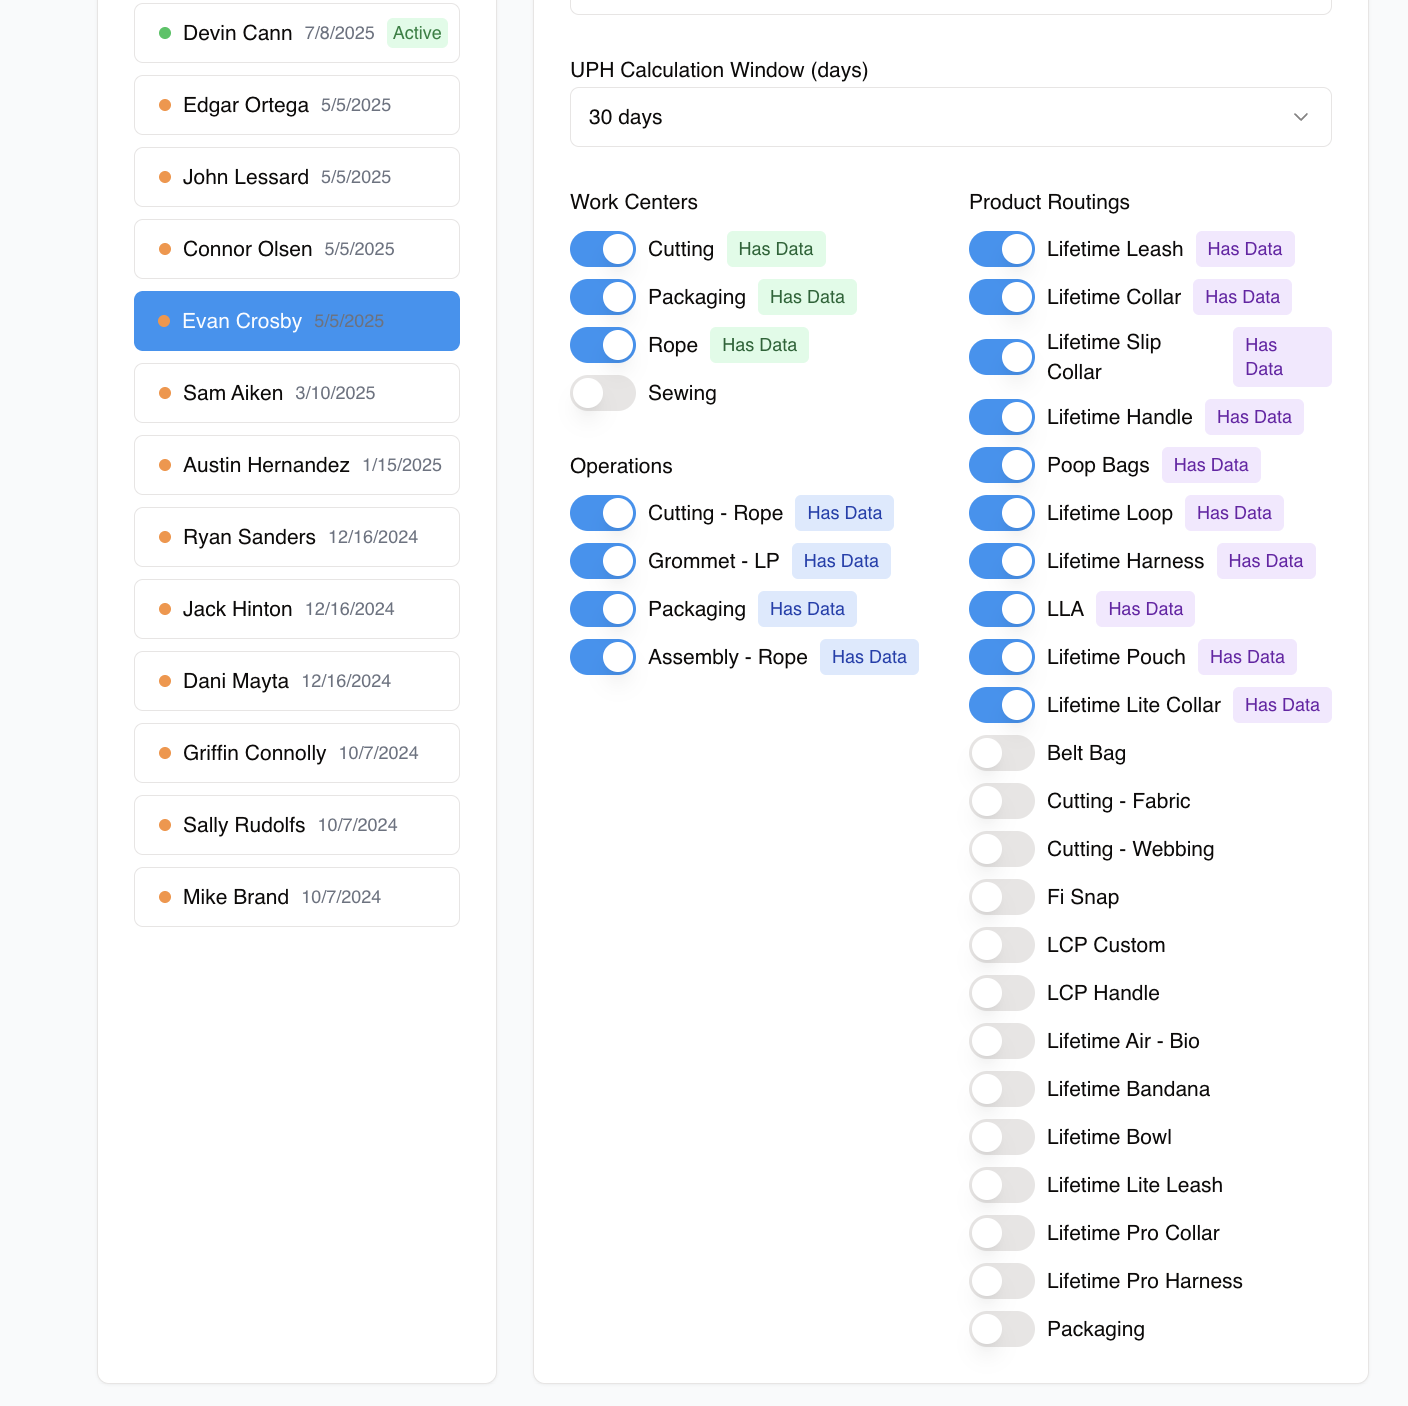 Devin Cann 7/8/2025 Active
Edgar Ortega 5/5/2025
John Lessard 5/5/2025
Connor Olsen 5/5/2025
Evan Crosby 5/5/2025
Sam Aiken 3/10/2025
Austin Hernandez 1/15/2025
Ryan Sanders 12/16/2024
Jack Hinton 12/16/2024
Dani Mayta 12/16/2024
Griffin Connolly 10/7/2024
Sally Rudolfs 10/7/2024
Mike Brand 10/7/2024
UPH Calculation Window (days)
30 days
Work Centers
Cutting Has Data
Packaging Has Data
Rope Has Data
Sewing
Operations
Cutting - Rope Has Data
Grommet - LP Has Data
Packaging Has Data
Assembly - Rope Has Data
Product Routings
Lifetime Leash Has Data
Lifetime Collar Has Data
Lifetime Slip
Collar
Has
Data
Lifetime Handle Has Data
Poop Bags Has Data
Lifetime Loop Has Data
Lifetime Harness Has Data
LLA Has Data
Lifetime Pouch Has Data
Lifetime Lite Collar Has Data
Belt Bag
Cutting - Fabric
Cutting - Webbing
Fi Snap
LCP Custom
LCP Handle
Lifetime Air - Bio
Lifetime Bandana
Lifetime Bowl
Lifetime Lite Leash
Lifetime Pro Collar
Lifetime Pro Harness
Packaging